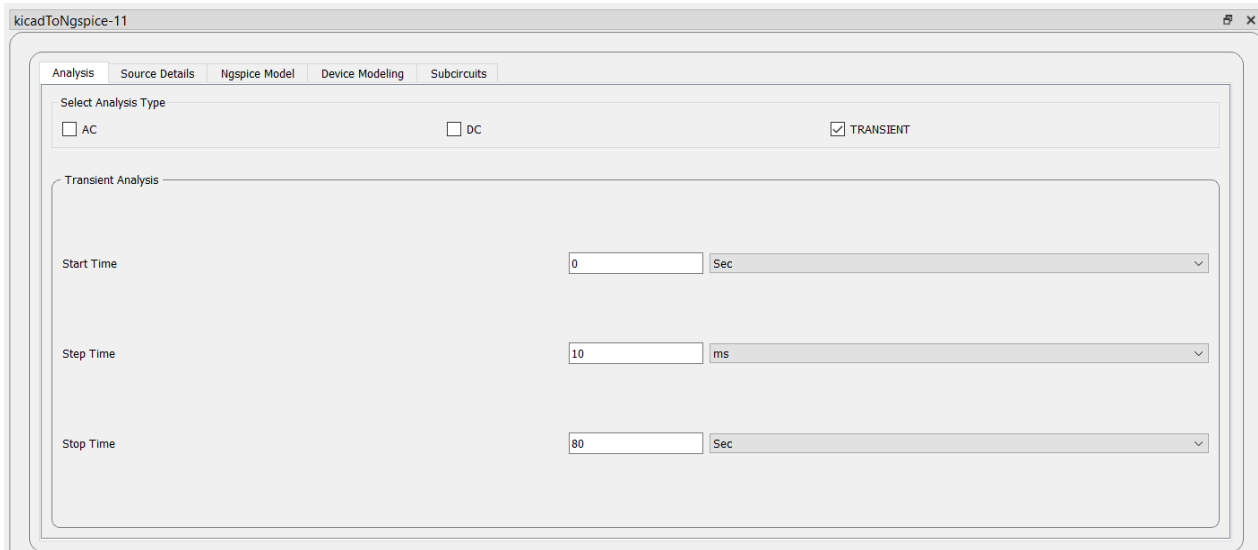 kicadToNgspice-11
Analysis Source Details Ngspice Model Device Modeling Subcircuits
Select Analysis Type
AC DC TRANSIENT
Transient Analysis
Start Time 0 Sec
Step Time 10 ms
Stop Time 80 Sec